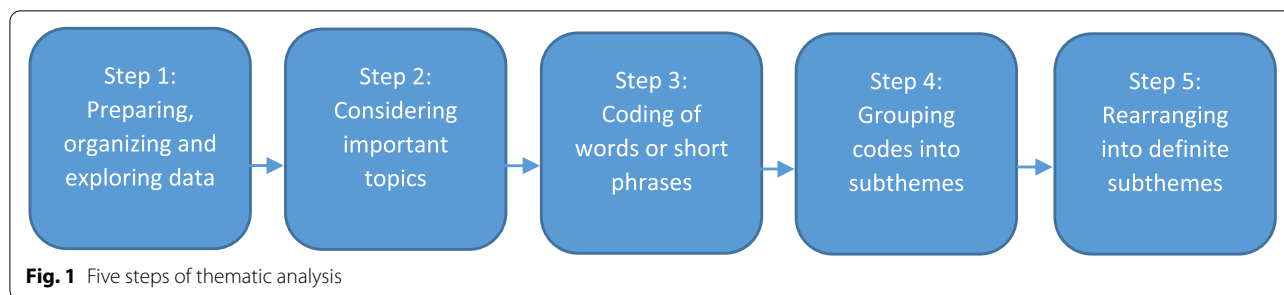 Step 1:
Preparing,
organizing and
exploring data
Step 2:
Considering
important
topics
Step 3:
Coding of
words or short
phrases
Step 4:
Grouping
codes into
subthemes
Step 5:
Rearranging
into definite
subthemes
Fig. 1 Five steps of thematic analysis